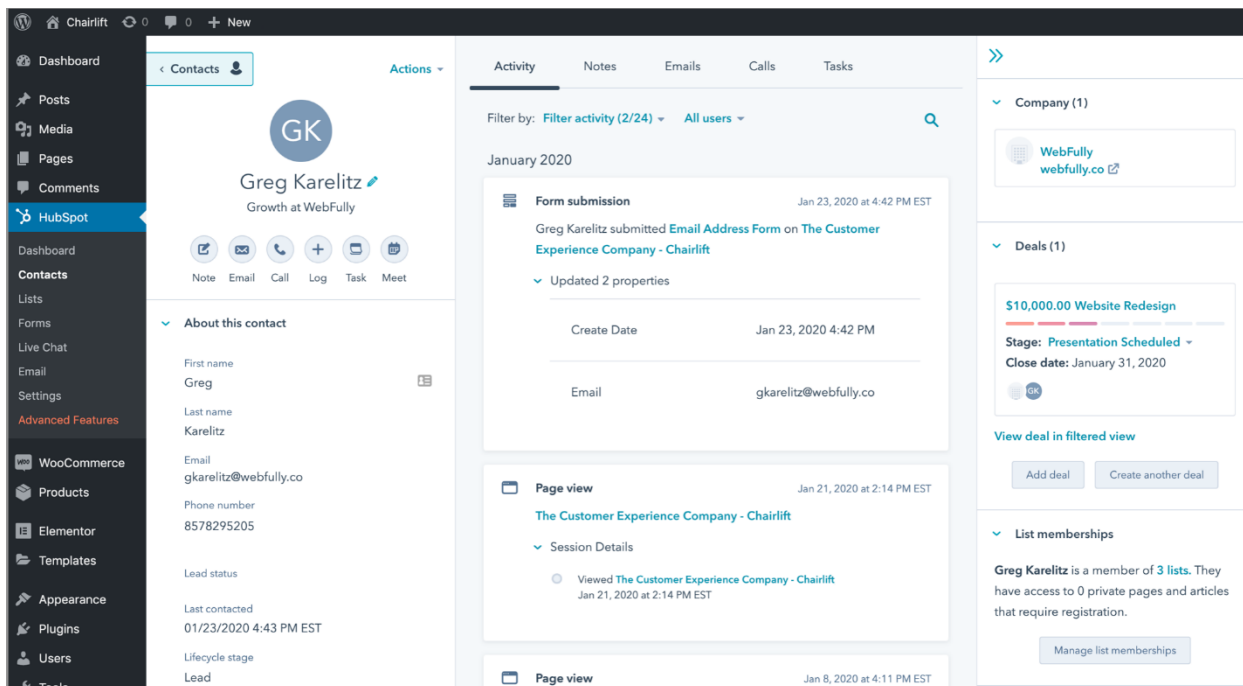 Chairlift 0 0 + New
Dashboard
Posts
Media
Pages
Comments
HubSpot
Dashboard
Contacts
Lists
Forms
Live Chat
Email
Settings
Advanced Features
WooCommerce
Products
Elementor
Templates
Appearance
Plugins
Users
Tools
‹ Contacts
Actions
GK
Greg Karelitz
Growth at WebFully
Note Email Call Log Task Meet
About this contact
First name
Greg
Last name
Karelitz
Email
gkarelitz@webfully.co
Phone number
8578295205
Lead status
Last contacted
01/23/2020 4:43 PM EST
Lifecycle stage
Lead
Activity Notes Emails Calls Tasks
Filter by: Filter activity (2/24) All users
January 2020
Form submission Jan 23, 2020 at 4:42 PM EST
Greg Karelitz submitted Email Address Form on The Customer
Experience Company - Chairlift
Updated 2 properties
Create Date Jan 23, 2020 4:42 PM
Email gkarelitz@webfully.co
Page view Jan 21, 2020 at 2:14 PM EST
The Customer Experience Company - Chairlift
Session Details
Viewed The Customer Experience Company - Chairlift
Jan 21, 2020 at 2:14 PM EST
Page view Jan 8, 2020 at 4:11 PM EST
Company (1)
WebFully
webfully.co
Deals (1)
$10,000.00 Website Redesign
Stage: Presentation Scheduled
Close date: January 31, 2020
GK
View deal in filtered view
Add deal Create another deal
List memberships
Greg Karelitz is a member of 3 lists. They
have access to 0 private pages and articles
that require registration.
Manage list memberships